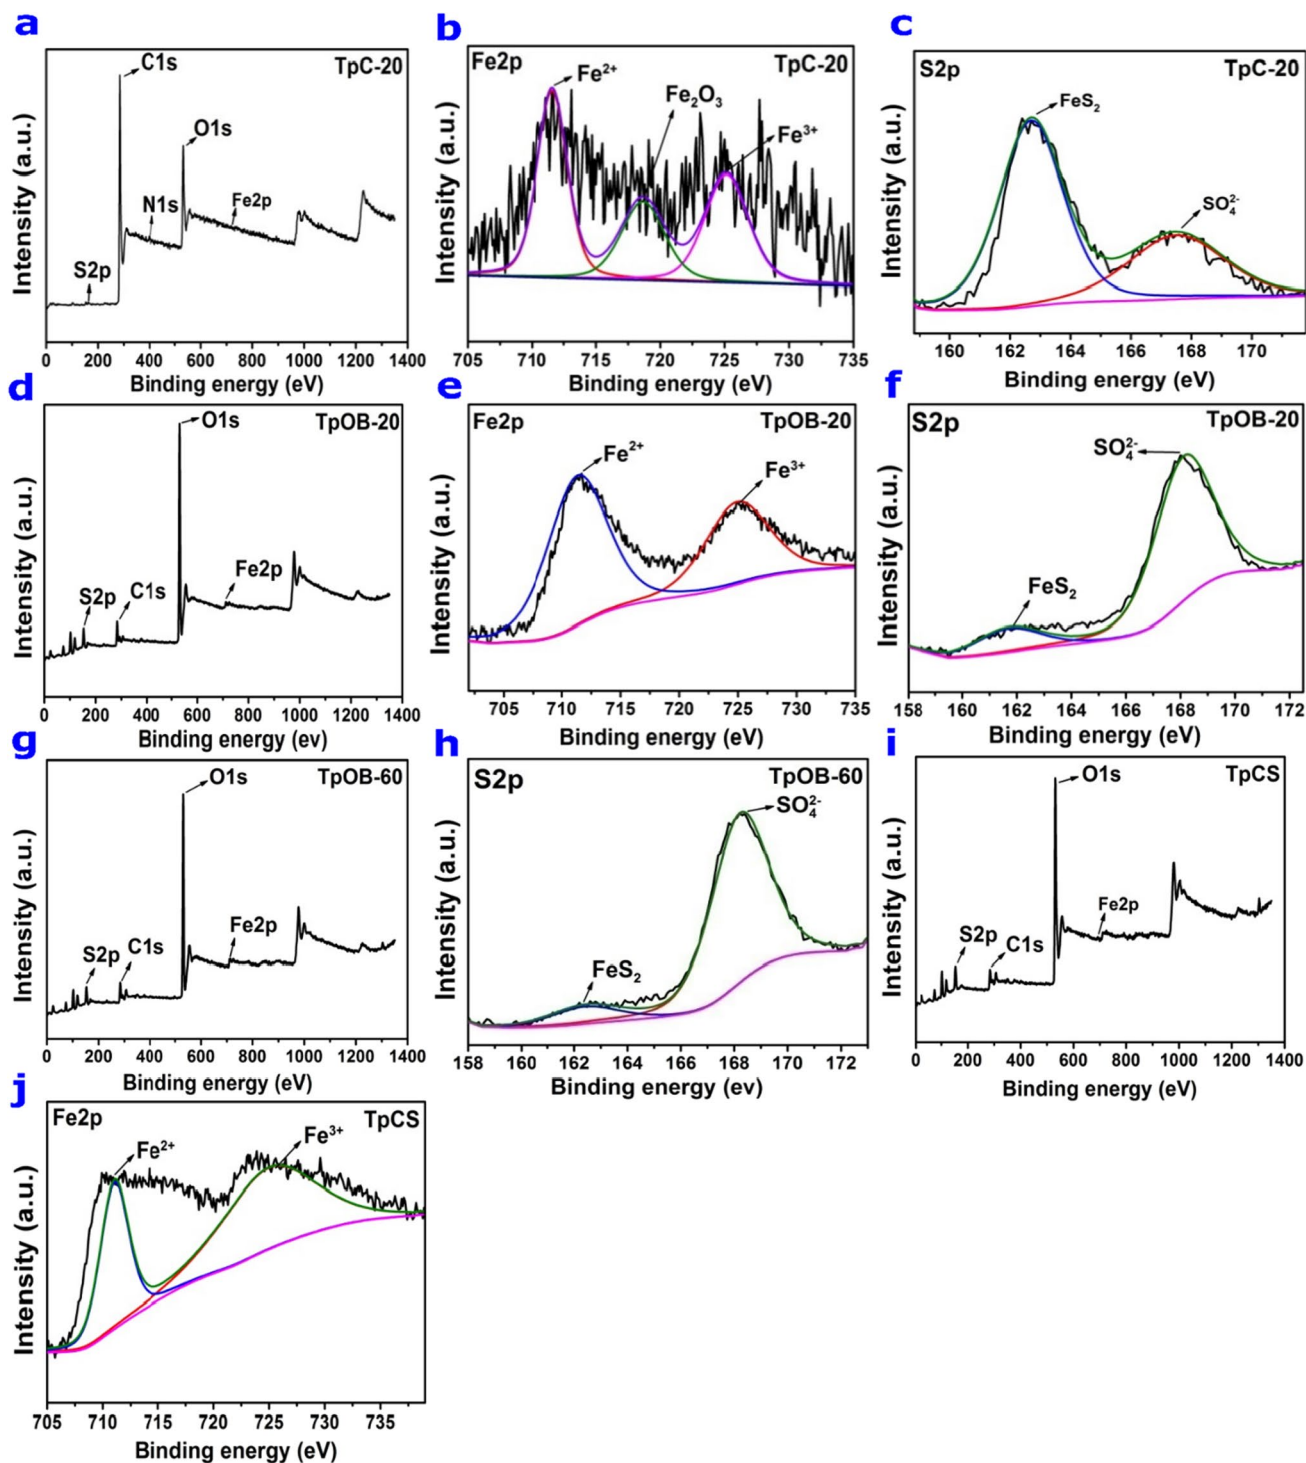 a
b
c
C1s
TpC-20
O1s
N1s
Fe2p
S2p
Intensity (a.u.)
0 200 400 600 800 1000 1200 1400
Binding energy (eV)
Fe2p
TpC-20
Fe²⁺
Fe₂O₃
Fe³⁺
Intensity (a.u.)
705 710 715 720 725 730 735
Binding energy (eV)
S2p
TpC-20
FeS₂
SO₄²⁻
Intensity (a.u.)
160 162 164 166 168 170
Binding energy (eV)
d
e
f
O1s
TpOB-20
S2p
C1s
Fe2p
Intensity (a.u.)
0 200 400 600 800 1000 1200 1400
Binding energy (ev)
Fe2p
TpOB-20
Fe²⁺
Fe³⁺
Intensity (a.u.)
705 710 715 720 725 730 735
Binding energy (eV)
S2p
TpOB-20
SO₄²⁻
FeS₂
Intensity (a.u.)
158 160 162 164 166 168 170 172
Binding energy (eV)
g
h
i
O1s
TpOB-60
S2p
C1s
Fe2p
Intensity (a.u.)
0 200 400 600 800 1000 1200 1400
Binding energy (eV)
S2p
TpOB-60
SO₄²⁻
FeS₂
Intensity (a.u.)
158 160 162 164 166 168 170 172
Binding energy (ev)
O1s
TpCS
S2p
C1s
Fe2p
Intensity (a.u.)
0 200 400 600 800 1000 1200 1400
Binding energy (eV)
j
Fe2p
TpCS
Fe²⁺
Fe³⁺
Intensity (a.u.)
705 710 715 720 725 730 735
Binding energy (eV)